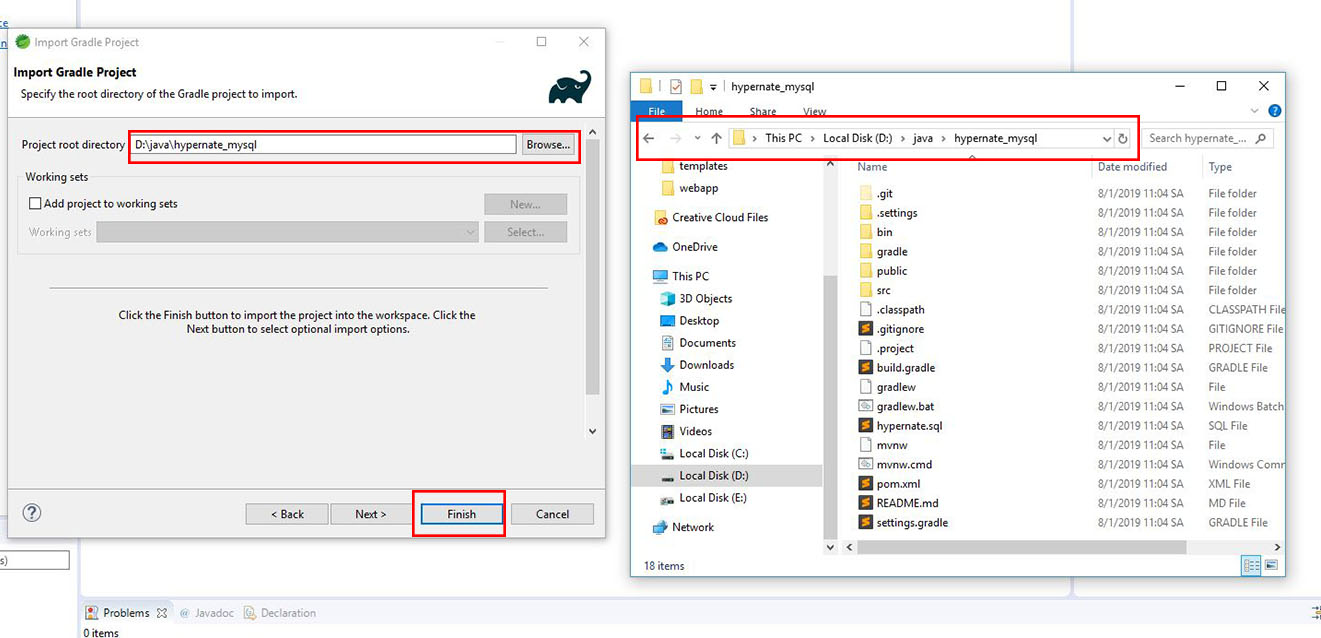 ce
n
Import Gradle Project
Import Gradle Project
Specify the root directory of the Gradle project to import.
Project root directory D:\java\hypernate_mysql Browse...
Working sets
Add project to working sets New...
Working sets Select...
Click the Finish button to import the project into the workspace. Click the
Next button to select optional import options.
< Back Next > Finish Cancel
s)
hypernate_mysql
File Home Share View
This PC Local Disk (D:) java hypernate_mysql Search hypernate_...
templates
webapp
Creative Cloud Files
OneDrive
This PC
3D Objects
Desktop
Documents
Downloads
Music
Pictures
Videos
Local Disk (C:)
Local Disk (D:)
Local Disk (E:)
Network
Name Date modified Type
.git 8/1/2019 11:04 SA File folder
.settings 8/1/2019 11:04 SA File folder
bin 8/1/2019 11:04 SA File folder
gradle 8/1/2019 11:04 SA File folder
public 8/1/2019 11:04 SA File folder
src 8/1/2019 11:04 SA File folder
.classpath 8/1/2019 11:04 SA CLASSPATH File
.gitignore 8/1/2019 11:04 SA GITIGNORE File
.project 8/1/2019 11:04 SA PROJECT File
build.gradle 8/1/2019 11:04 SA GRADLE File
gradlew 8/1/2019 11:04 SA File
gradlew.bat 8/1/2019 11:04 SA Windows Batch
hypernate.sql 8/1/2019 11:04 SA SQL File
mvnw 8/1/2019 11:04 SA File
mvnw.cmd 8/1/2019 11:04 SA Windows Comm
pom.xml 8/1/2019 11:04 SA XML File
README.md 8/1/2019 11:04 SA MD File
settings.gradle 8/1/2019 11:04 SA GRADLE File
18 items
Problems Javadoc Declaration
0 items